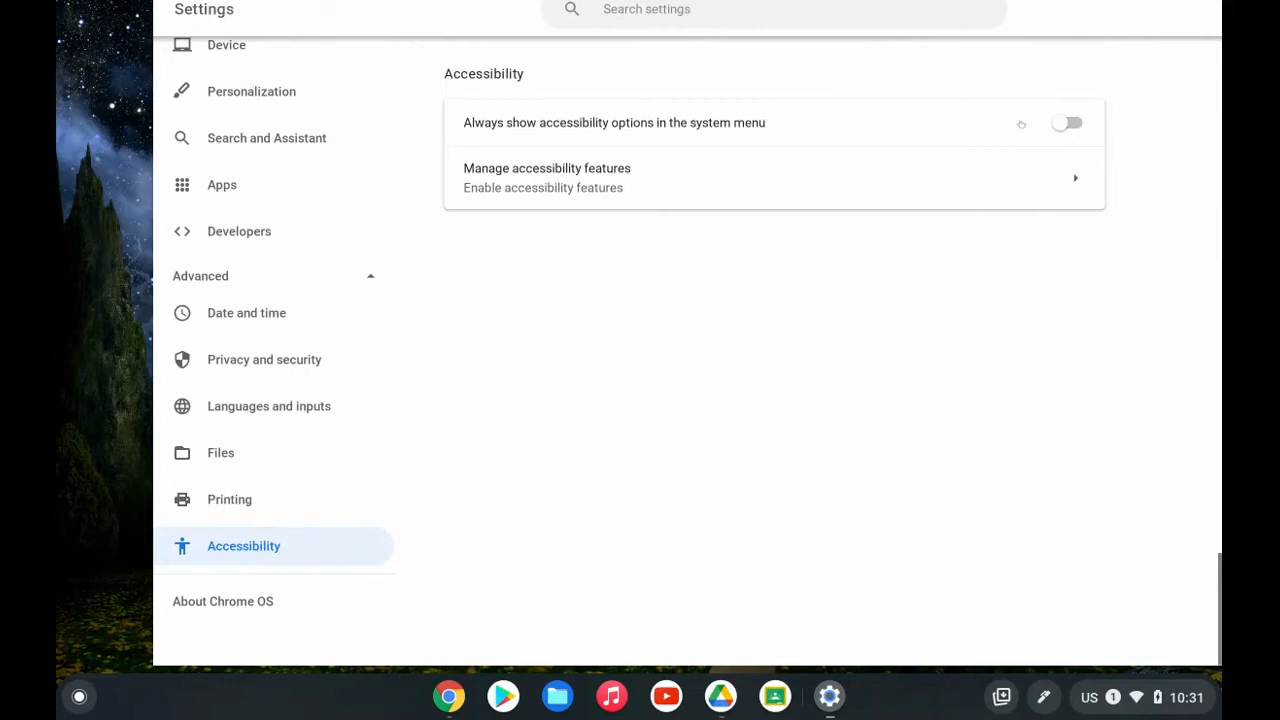 Settings
Search settings
Device
Personalization
Search and Assistant
Apps
Developers
Advanced
Date and time
Privacy and security
Languages and inputs
Files
Printing
Accessibility
About Chrome OS
Accessibility
Always show accessibility options in the system menu
Manage accessibility features
Enable accessibility features
US 1 10:31